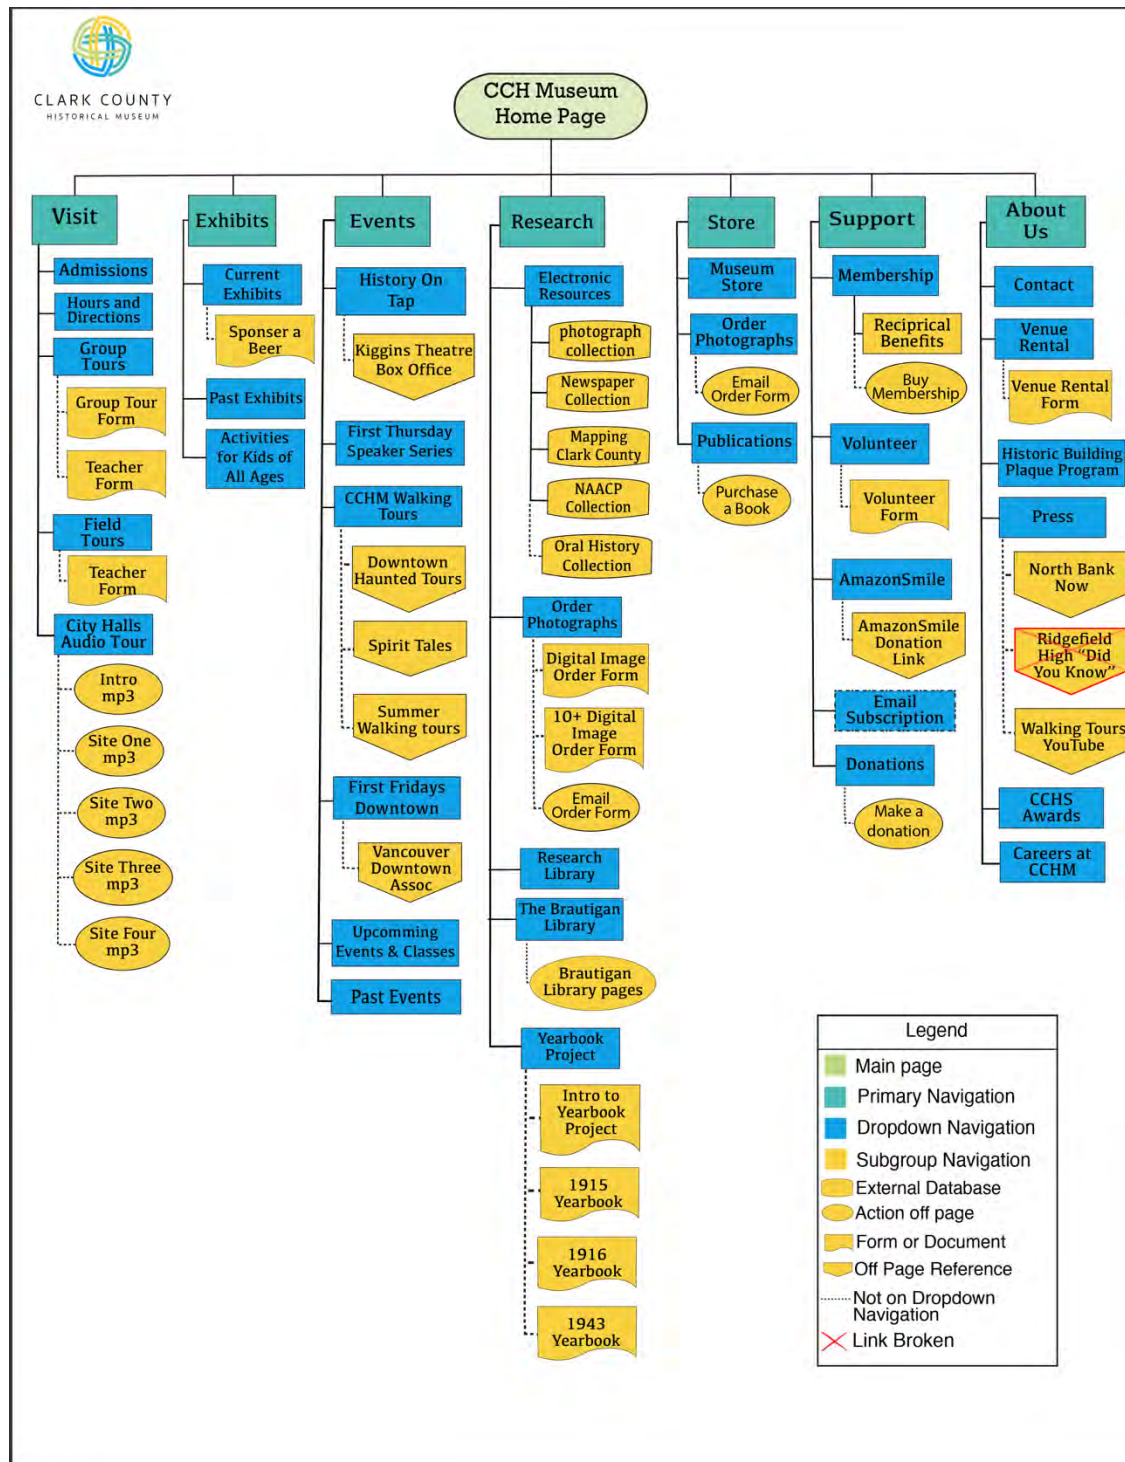 CLARK COUNTY
HISTORICAL MUSEUM
CCH Museum
Home Page
Visit
Admissions
Hours and
Directions
Group
Tours
Group Tour
Form
Teacher
Form
Field
Tours
Teacher
Form
City Halls
Audio Tour
Intro
mp3
Site One
mp3
Site Two
mp3
Site Three
mp3
Site Four
mp3
Exhibits
Current
Exhibits
Sponser a
Beer
Past Exhibits
Activities
for Kids of
All Ages
Events
History On
Tap
Kiggins Theatre
Box Office
First Thursday
Speaker Series
CCHM Walking
Tours
Downtown
Haunted Tours
Spirit Tales
Summer
Walking tours
First Fridays
Downtown
Vancouver
Downtown
Assoc
Upcomming
Events & Classes
Past Events
Research
Electronic
Resources
photograph
collection
Newspaper
Collection
Mapping
Clark County
NAACP
Collection
Oral History
Collection
Order
Photographs
Digital Image
Order Form
10+ Digital
Image
Order Form
Email
Order Form
Research
Library
The Brautigan
Library
Brautigan
Library pages
Yearbook
Project
Intro to
Yearbook
Project
1915
Yearbook
1916
Yearbook
1943
Yearbook
Store
Museum
Store
Order
Photographs
Email
Order Form
Publications
Purchase
a Book
Support
Membership
Reciprical
Benefits
Buy
Membership
Volunteer
Volunteer
Form
AmazonSmile
AmazonSmile
Donation
Link
Email
Subscription
Donations
Make a
donation
About
Us
Contact
Venue
Rental
Venue Rental
Form
Historic Building
Plaque Program
Press
North Bank
Now
Ridgefield
High "Did
You Know"
Walking Tours
YouTube
CCHS
Awards
Careers at
CCHM
Legend
Main page
Primary Navigation
Dropdown Navigation
Subgroup Navigation
External Database
Action off page
Form or Document
Off Page Reference
Not on Dropdown
Navigation
Link Broken